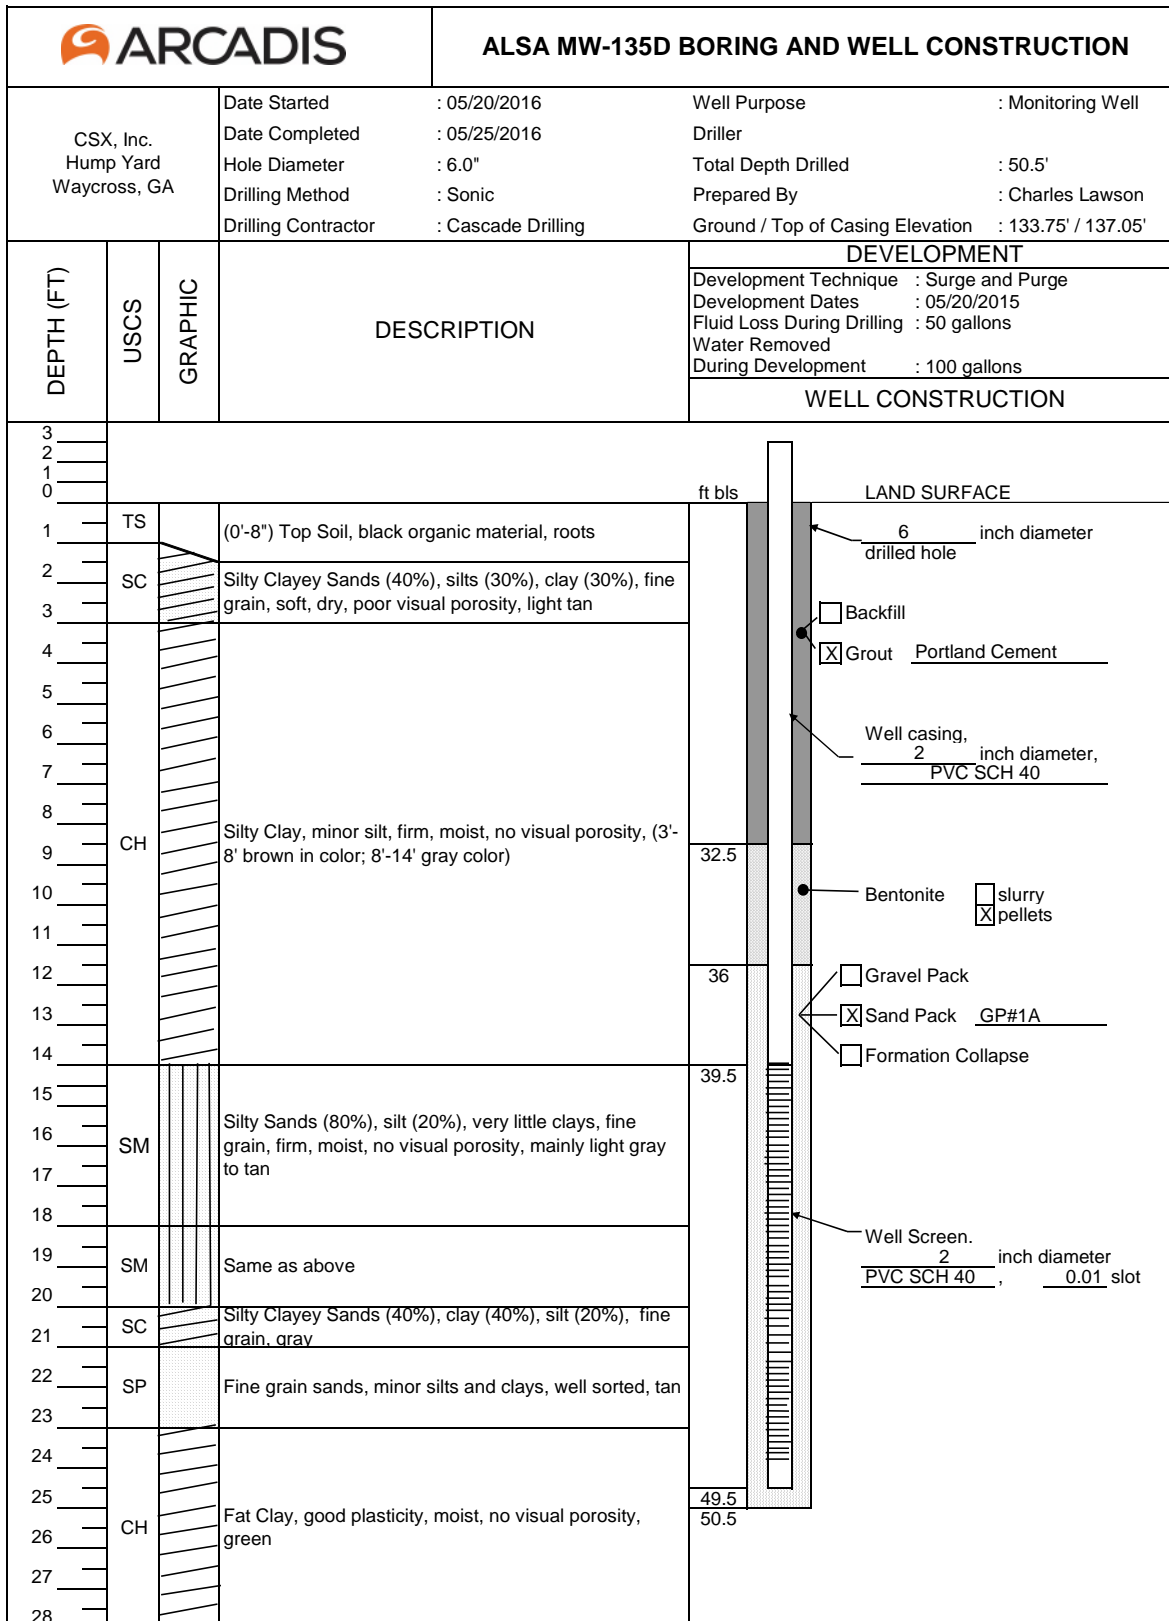 ARCADIS
ALSA MW-135D BORING AND WELL CONSTRUCTION
CSX, Inc.
Hump Yard
Waycross, GA
Date Started : 05/20/2016 Well Purpose : Monitoring Well
Date Completed : 05/25/2016 Driller
Hole Diameter : 6.0" Total Depth Drilled : 50.5'
Drilling Method : Sonic Prepared By : Charles Lawson
Drilling Contractor : Cascade Drilling Ground / Top of Casing Elevation : 133.75' / 137.05'
DEPTH (FT)
USCS
GRAPHIC
DESCRIPTION
DEVELOPMENT
Development Technique : Surge and Purge
Development Dates : 05/20/2015
Fluid Loss During Drilling : 50 gallons
Water Removed
During Development : 100 gallons
WELL CONSTRUCTION
3
2
1
0
ft bls LAND SURFACE
1
TS
(0'-8") Top Soil, black organic material, roots
6 inch diameter
drilled hole
2
SC
Silty Clayey Sands (40%), silts (30%), clay (30%), fine
grain, soft, dry, poor visual porosity, light tan
3
Backfill
4
X Grout Portland Cement
5
6
Well casing,
2 inch diameter,
7
PVC SCH 40
8
CH
Silty Clay, minor silt, firm, moist, no visual porosity, (3'-
8' brown in color; 8'-14' gray color)
9
32.5
10
Bentonite slurry
X pellets
11
12
36
Gravel Pack
13
X Sand Pack GP#1A
14
Formation Collapse
39.5
15
16
SM
Silty Sands (80%), silt (20%), very little clays, fine
grain, firm, moist, no visual porosity, mainly light gray
to tan
17
18
Well Screen.
19
SM
Same as above
2 inch diameter
PVC SCH 40 , 0.01 slot
20
21
SC
Silty Clayey Sands (40%), clay (40%), silt (20%), fine
grain, gray
22
SP
Fine grain sands, minor silts and clays, well sorted, tan
23
24
25
49.5
50.5
CH
Fat Clay, good plasticity, moist, no visual porosity,
green
26
27
28